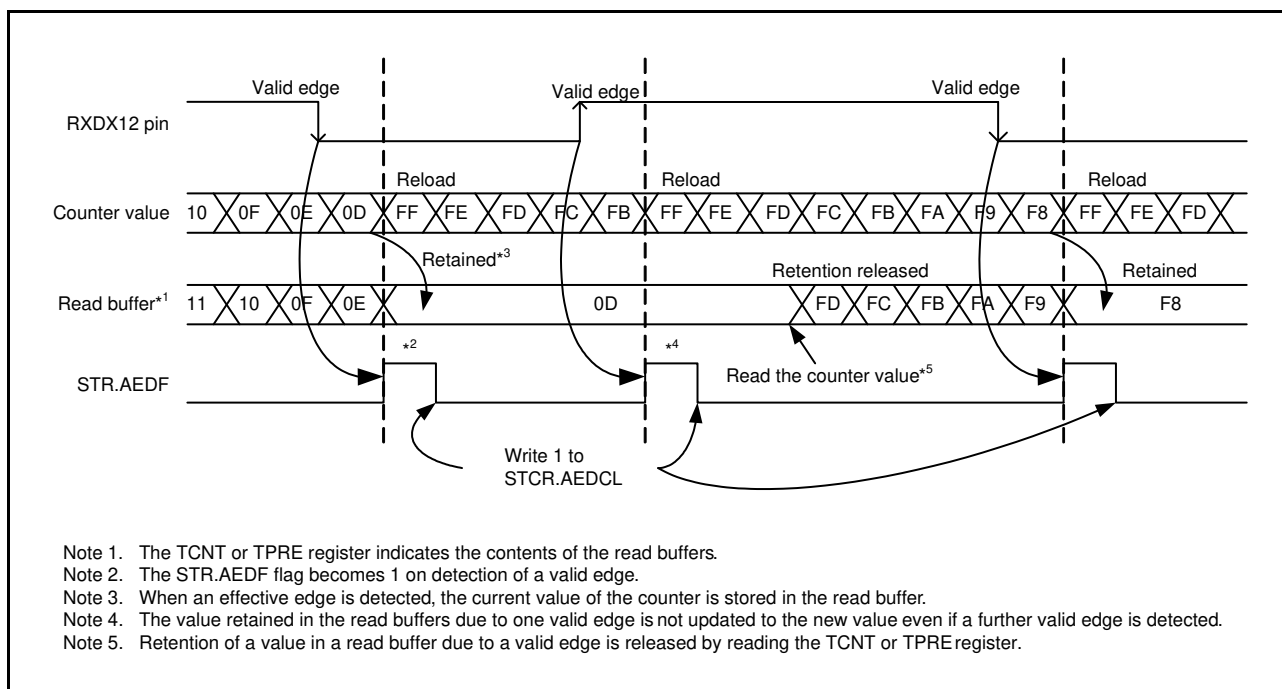 Valid edge Valid edge Valid edge
RXDX12 pin
Reload Reload Reload
Counter value 10 0F 0E 0D FF FE FD FC FB FF FE FD FC FB FA F9 F8 FF FE FD
Retained*3 Retention released Retained
Read buffer*1 11 10 0F 0E 0D FD FC FB FA F9 F8
*2 *4
Read the counter value*5
STR.AEDF
Write 1 to
STCR.AEDCL
Note 1. The TCNT or TPRE register indicates the contents of the read buffers.
Note 2. The STR.AEDF flag becomes 1 on detection of a valid edge.
Note 3. When an effective edge is detected, the current value of the counter is stored in the read buffer.
Note 4. The value retained in the read buffers due to one valid edge is not updated to the new value even if a further valid edge is detected.
Note 5. Retention of a value in a read buffer due to a valid edge is released by reading the TCNT or TPRE register.